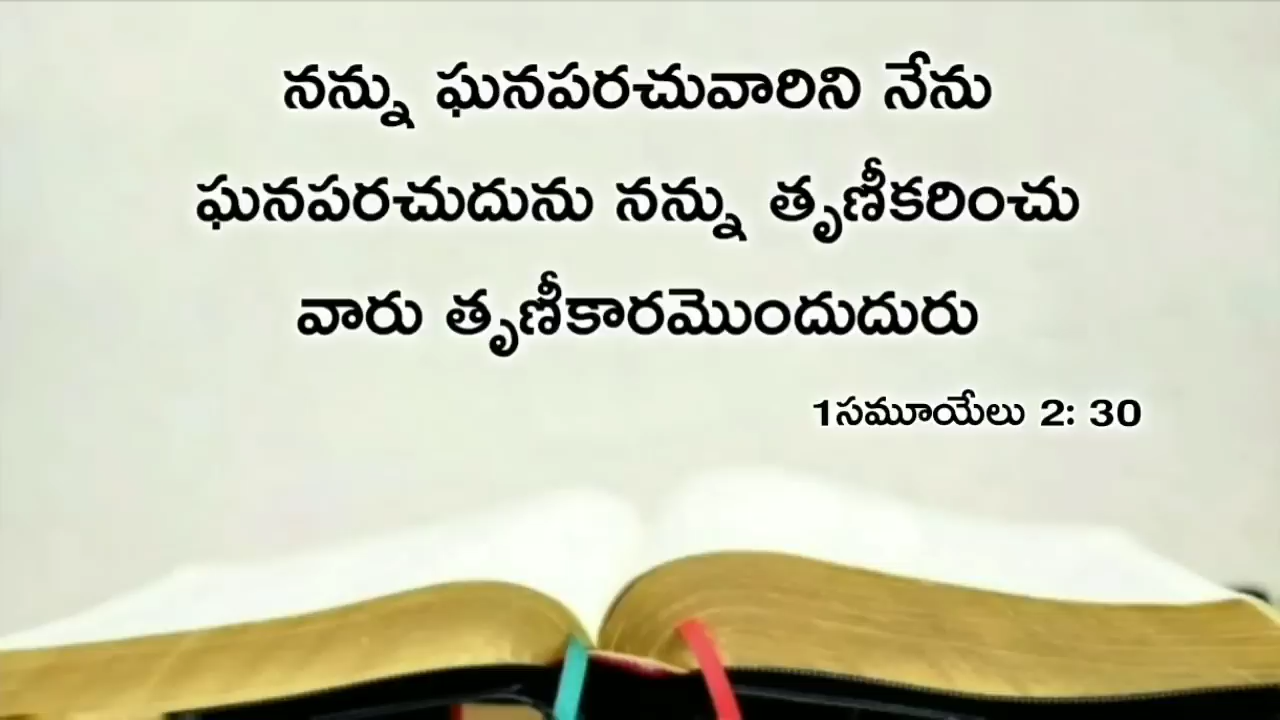 నన్ను ఘనపరచువారిని నేను
ఘనపరచుదును నన్ను తృణీకరించు
వారు తృణీకారమొందుదురు
1సమూయేలు 2: 30